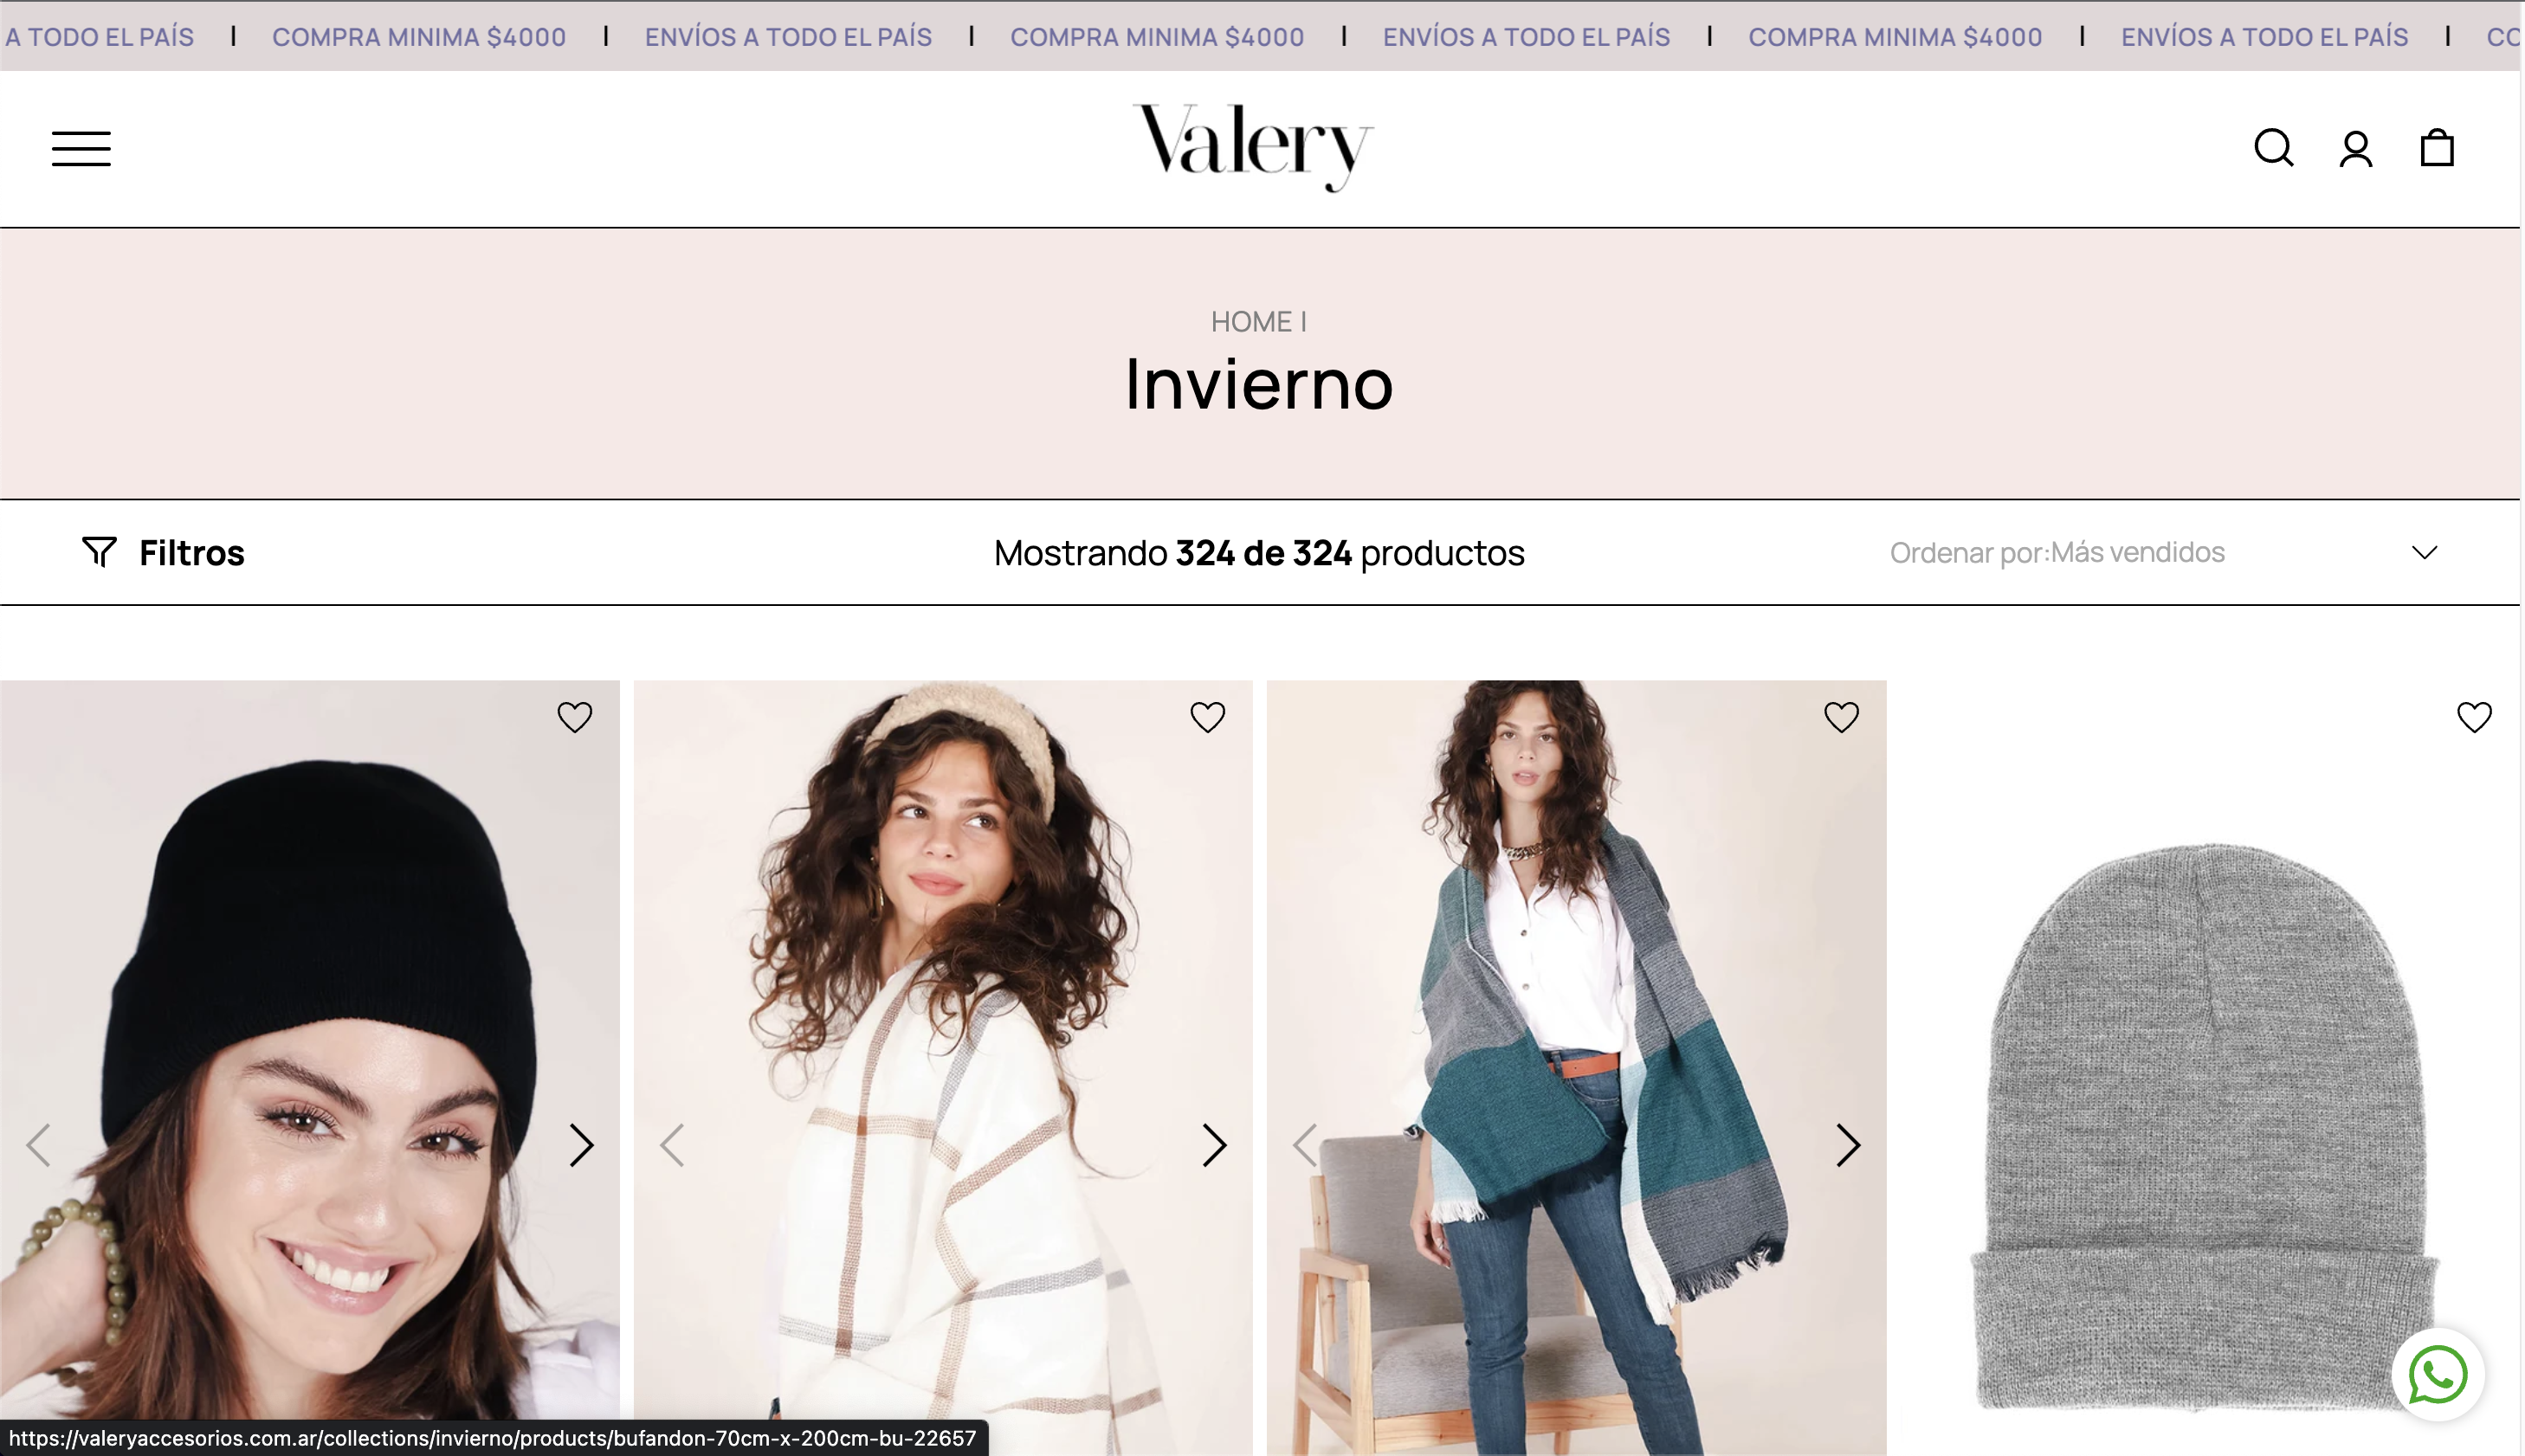 A TODO EL PAÍS | COMPRA MINIMA $4000 | ENVÍOS A TODO EL PAÍS | COMPRA MINIMA $4000 | ENVÍOS A TODO EL PAÍS | COMPRA MINIMA $4000 | ENVÍOS A TODO EL PAÍS | CO
Valery
HOME |
Invierno
Filtros
Mostrando 324 de 324 productos
Ordenar por:Más vendidos
https://valeryaccesorios.com.ar/collections/invierno/products/bufandon-70cm-x-200cm-bu-22657